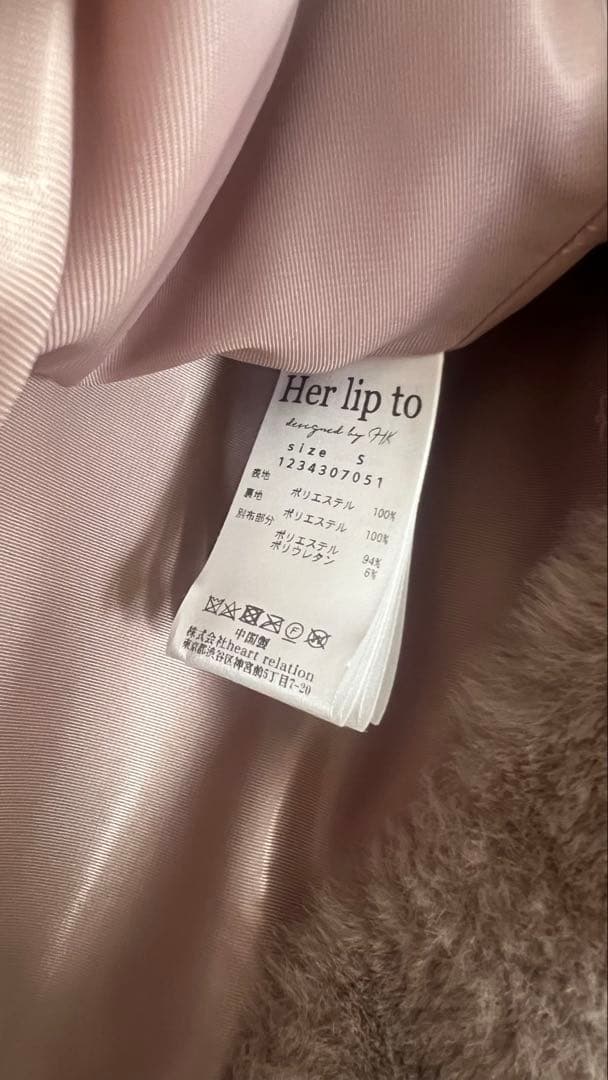 Her lip to
designed by HK
size S
1234307051
表地 ポリエステル 100%
裏地 ポリエステル 100%
別布部分 ポリエステル 94%
ポリウレタン 6%
F
中国製
株式会社heart relation
東京都渋谷区神宮前5丁目7-20